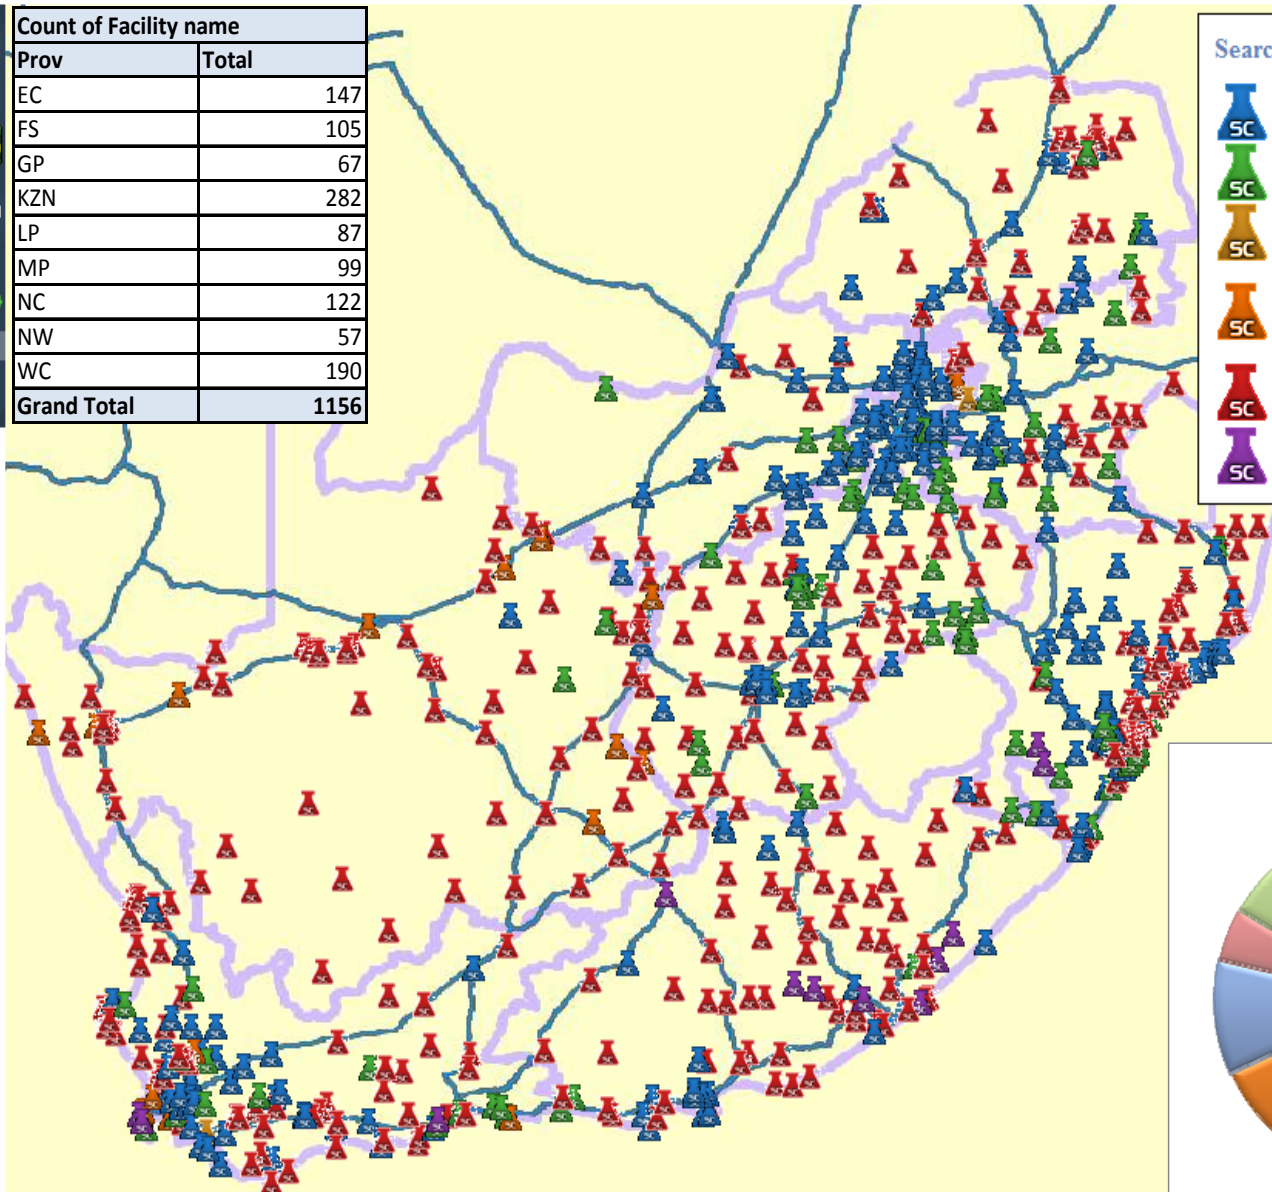 Count of Facility name
Prov Total
EC 147
FS 105
GP 67
KZN 282
LP 87
MP 99
NC 122
NW 57
WC 190
Grand Total 1156
Searc
SC
SC
SC
SC
SC
SC